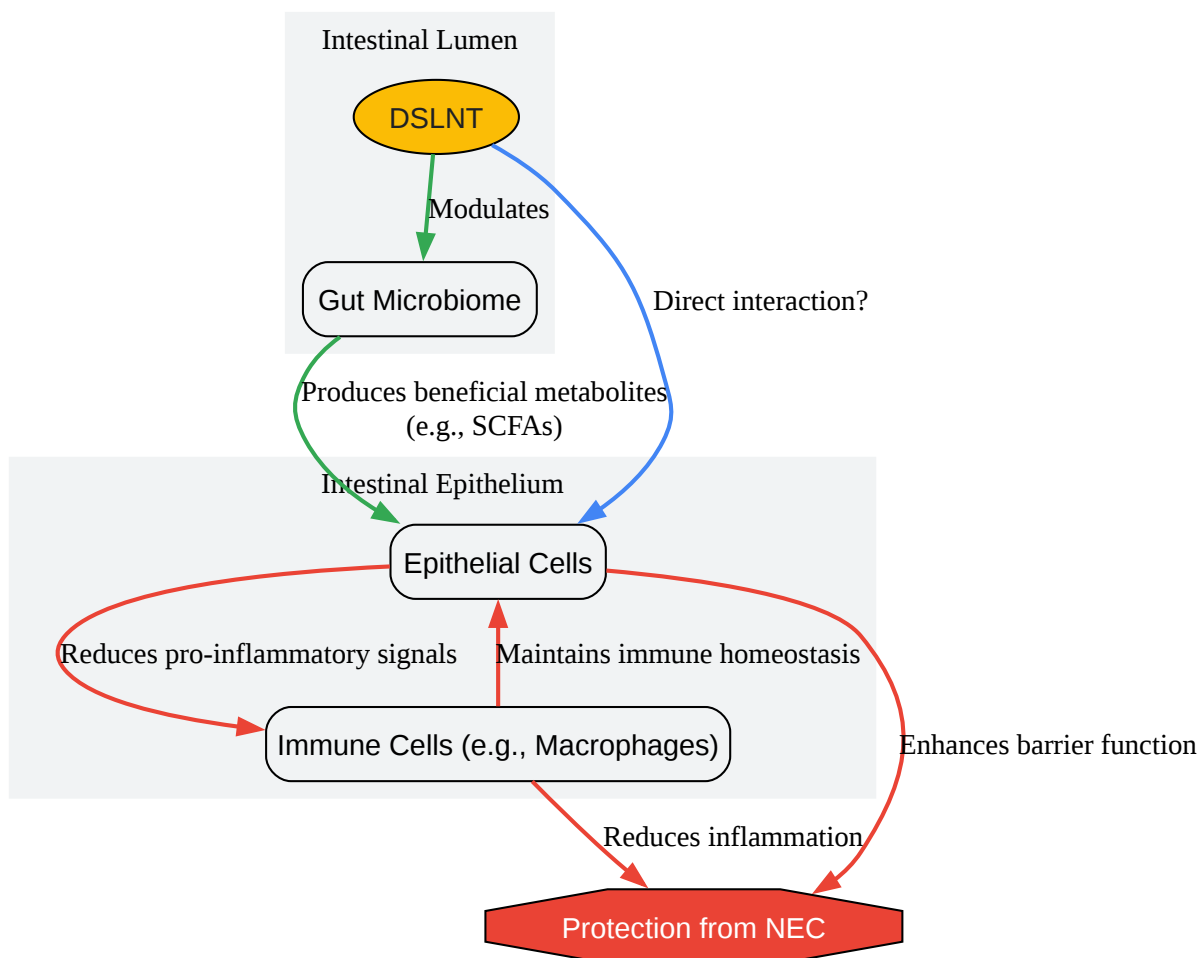 Intestinal Lumen
DSLNT
Modulates
Gut Microbiome
Direct interaction?
Produces beneficial metabolites
(e.g., SCFAs)
Intestinal Epithelium
Epithelial Cells
Reduces pro-inflammatory signals
Maintains immune homeostasis
Immune Cells (e.g., Macrophages)
Enhances barrier function
Reduces inflammation
Protection from NEC